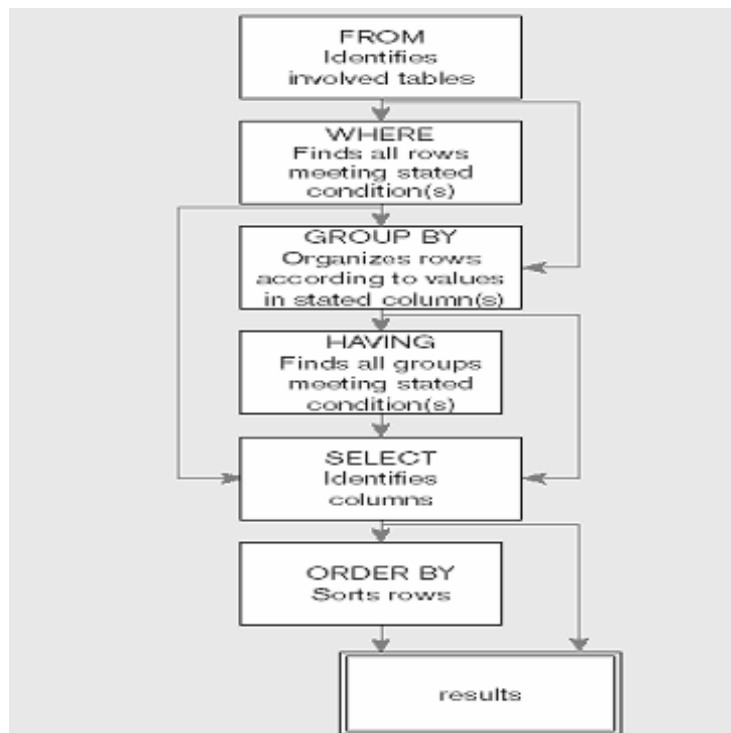 FROM
Identifies
involved tables
WHERE
Finds all rows
meeting stated
condition(s)
GROUP BY
Organizes rows
according to values
in stated column(s)
HAVING
Finds all groups
meeting stated
condition(s)
SELECT
Identifies
columns
ORDER BY
Sorts rows
results